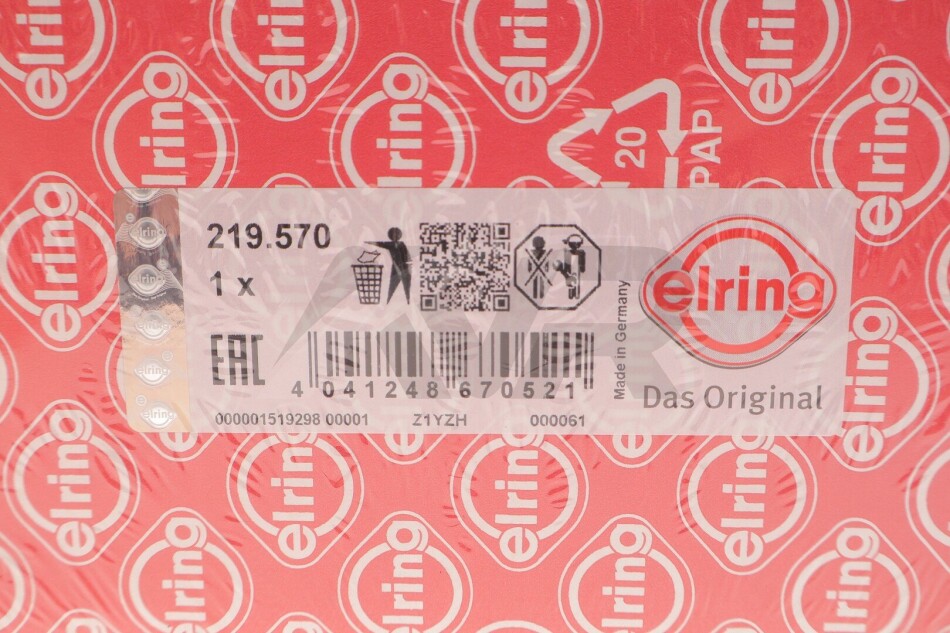 20
PAP
219.570
1 x
EAC
4 041248 670521
000001519298 00001 Z1YZH 000061
Made in Germany
elring
Das Original